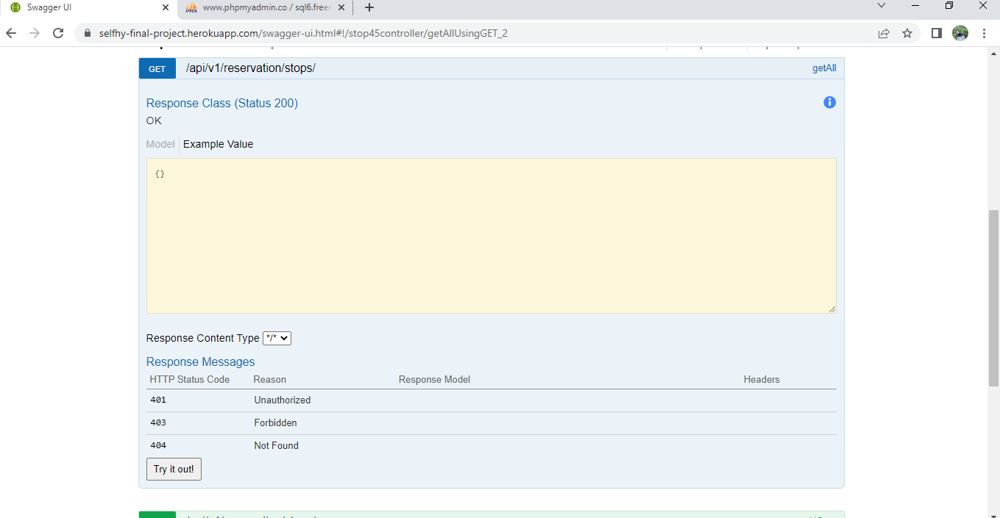 Swagger UI
www.phpmyadmin.co / sql6.freer
selfhy-final-project.herokuapp.com/swagger-ui.html#!/stop45controller/getAllUsingGET_2
GET /api/v1/reservation/stops/ getAll
Response Class (Status 200)
OK
Model Example Value
{}
Response Content Type */*
Response Messages
HTTP Status Code Reason Response Model Headers
401 Unauthorized
403 Forbidden
404 Not Found
Try it out!